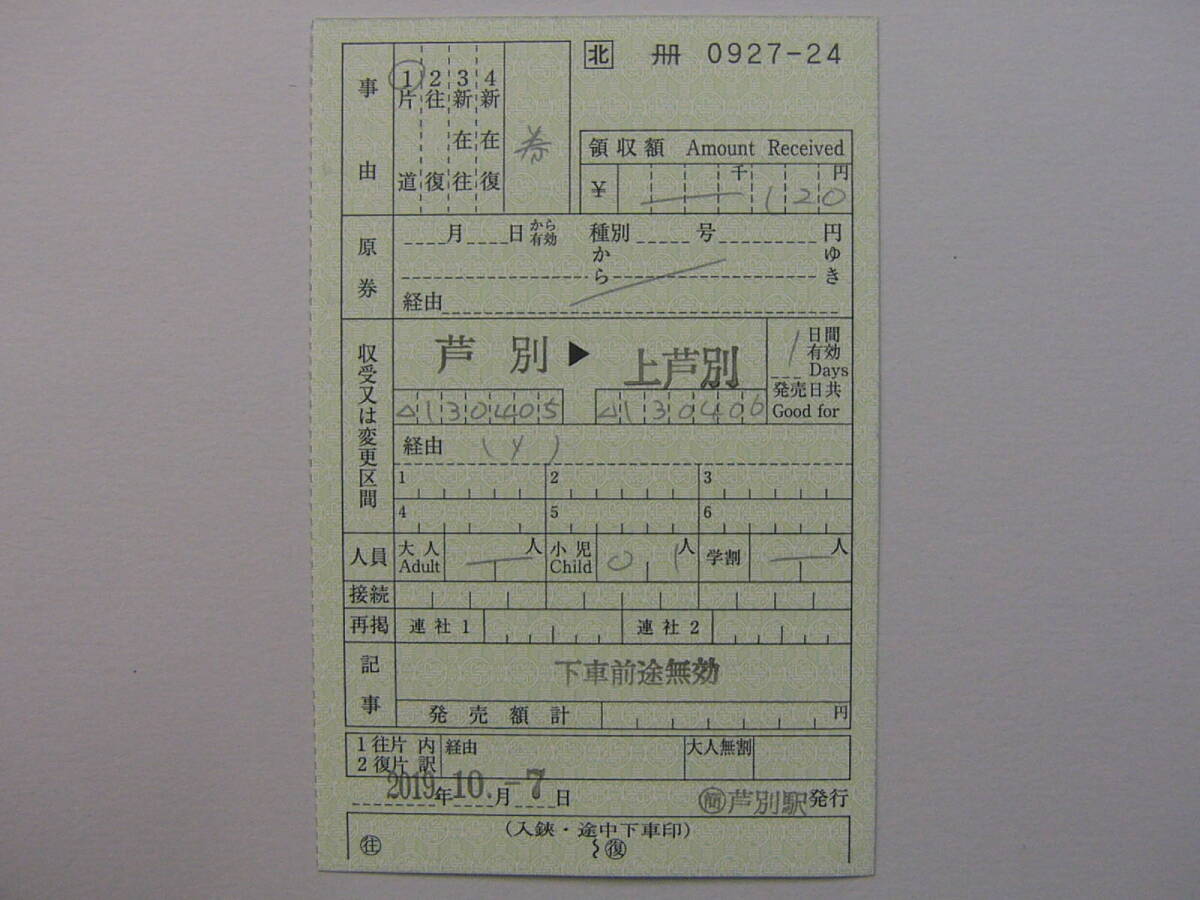 北 冊 0927-24
事由
1片道
2往復
3新在往
4新在復
券
領収額 Amount Received
¥ 千 円
120
原券
月 日 から有効 種別 号 円
から ゆき
経由
収受又は変更区間
芦別 ▶ 上芦別
1日間有効
Days
発売日共
Good for
△130405 △130406
経由
1 2 3
4 5 6
人員 大人 Adult 人 小児 Child 01人 学割 人
接続
再掲 連社1 連社2
記事
下車前途無効
発売額計 円
1往片 内訳 経由 大人無割
2復片
2019年10.月-7日
簡 芦別駅発行
(入鋏・途中下車印)
往 復